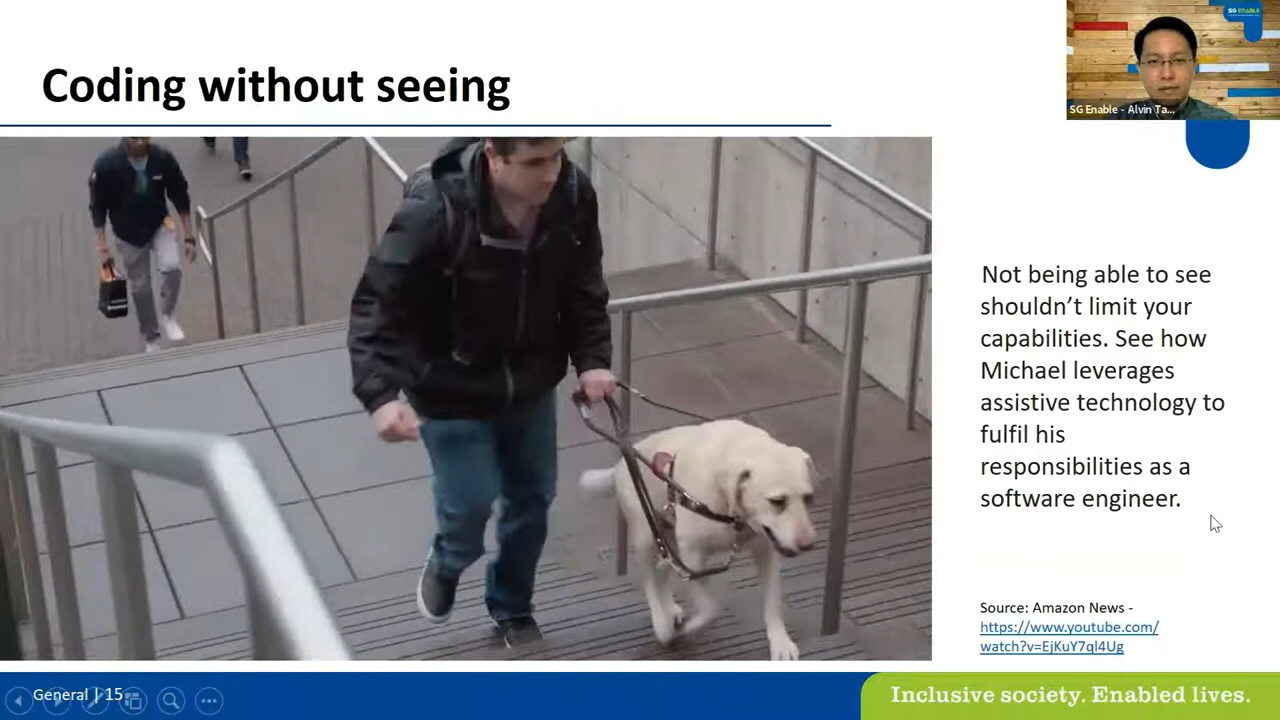 Coding without seeing
SG ENABLE
SG Enable - Alvin Ta...
Not being able to see
shouldn’t limit your
capabilities. See how
Michael leverages
assistive technology to
fulfil his
responsibilities as a
software engineer.
Source: Amazon News -
https://www.youtube.com/
watch?v=EjKuY7ql4Ug
General | 15
Inclusive society. Enabled lives.